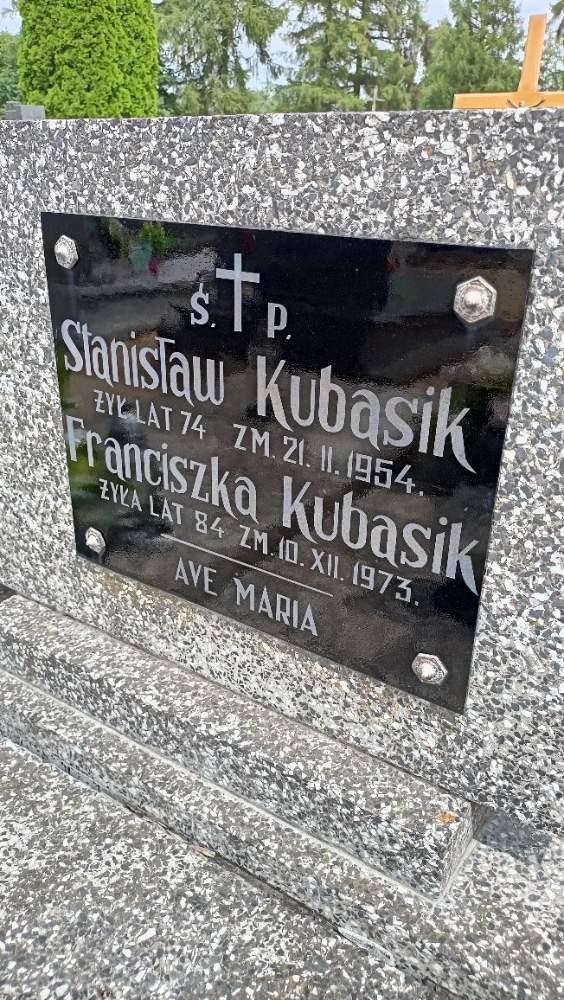 Ś. P.
Stanisław Kubasik
ŻYŁ LAT 74 ZM. 21. II. 1954.
Franciszka Kubasik
ŻYŁA LAT 84 ZM. 10. XII. 1973.
AVE MARIA